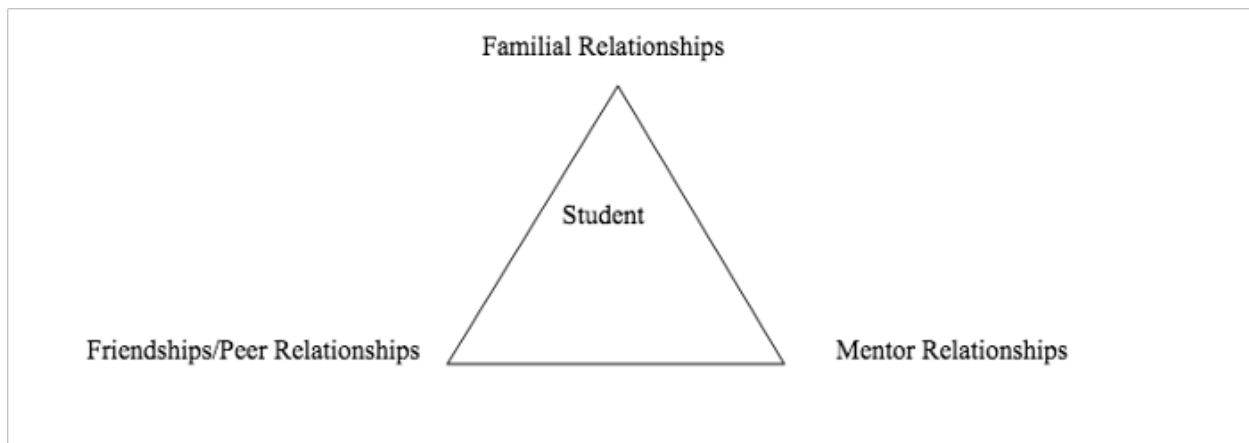 Familial Relationships
Student
Friendships/Peer Relationships
Mentor Relationships